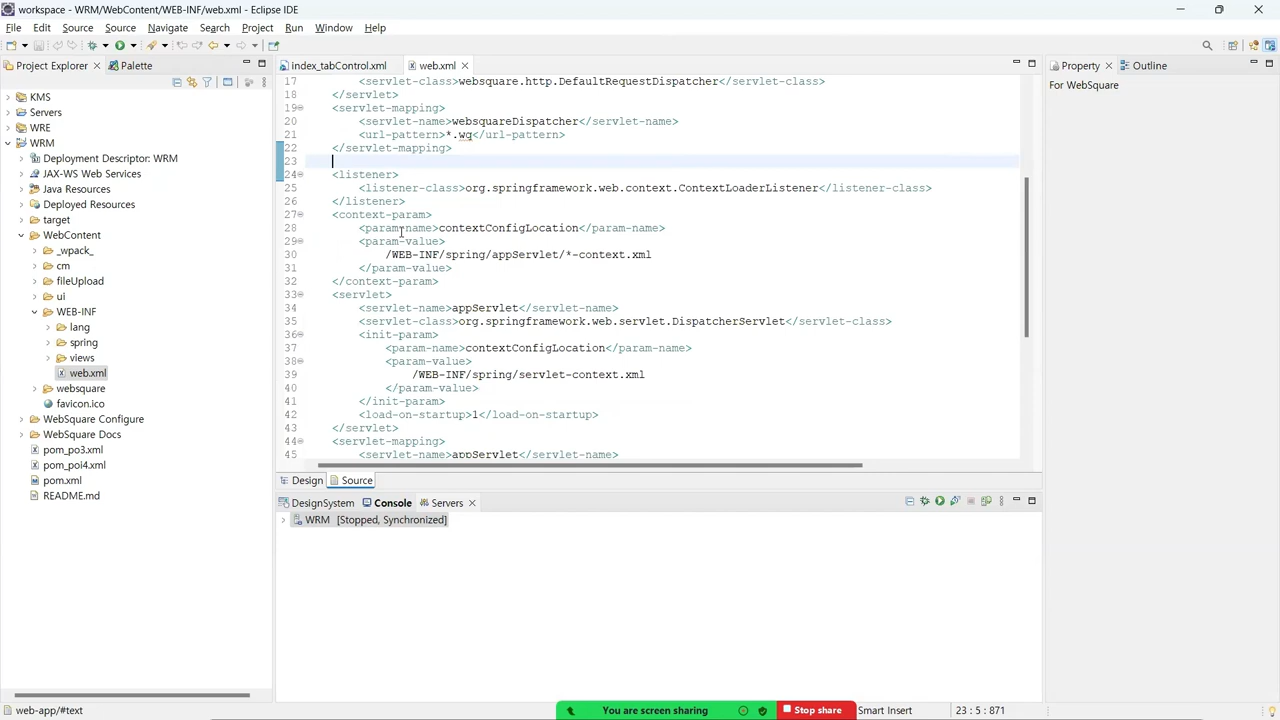 workspace - WRM/WebContent/WEB-INF/web.xml - Eclipse IDE
File Edit Source Source Navigate Search Project Run Window Help
Project Explorer
Palette
KMS
Servers
WRE
WRM
Deployment Descriptor: WRM
JAX-WS Web Services
Java Resources
Deployed Resources
target
WebContent
_wpack_
cm
fileUpload
ui
WEB-INF
lang
spring
views
web.xml
websquare
favicon.ico
WebSquare Configure
WebSquare Docs
pom_po3.xml
pom_poi4.xml
pom.xml
README.md
index_tabControl.xml
web.xml
17 <servlet-class>websquare.http.DefaultRequestDispatcher</servlet-class>
18 </servlet>
19 <servlet-mapping>
20 <servlet-name>websquareDispatcher</servlet-name>
21 <url-pattern>*.wq</url-pattern>
22 </servlet-mapping>
23
24 <listener>
25 <listener-class>org.springframework.web.context.ContextLoaderListener</listener-class>
26 </listener>
27 <context-param>
28 <param-name>contextConfigLocation</param-name>
29 <param-value>
30 /WEB-INF/spring/appServlet/*-context.xml
31 </param-value>
32 </context-param>
33 <servlet>
34 <servlet-name>appServlet</servlet-name>
35 <servlet-class>org.springframework.web.servlet.DispatcherServlet</servlet-class>
36 <init-param>
37 <param-name>contextConfigLocation</param-name>
38 <param-value>
39 /WEB-INF/spring/servlet-context.xml
40 </param-value>
41 </init-param>
42 <load-on-startup>1</load-on-startup>
43 </servlet>
44 <servlet-mapping>
45 <servlet-name>appServlet</servlet-name>
Design
Source
DesignSystem
Console
Servers
WRM [Stopped, Synchronized]
Property
Outline
For WebSquare
web-app/#text
You are screen sharing
Stop share
Smart Insert
23 : 5 : 871